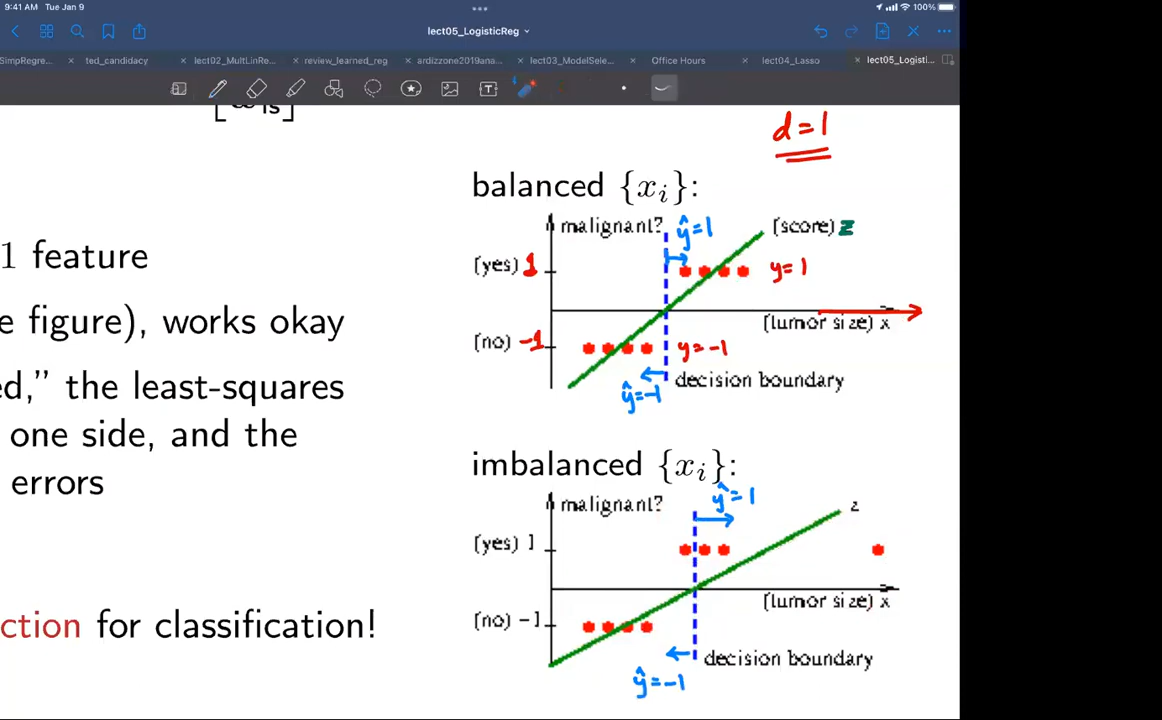 9:41 AM Tue Jan 9
100%
lect05_LogisticReg
SimpRegre...
ted_candidacy
lect02_MultLinRe...
review_learned_reg
ardizzone2019ana...
lect03_ModelSele...
Office Hours
lect04_Lasso
lect05_Logisti...
d=1
1 feature
e figure), works okay
ed,” the least-squares
one side, and the
errors
ction for classification!
balanced {xᵢ}:
malignant?
ŷ=1
(score) z
(yes) 1
y=1
(lumor size) x
(no) -1
y=-1
ŷ=-1
decision boundary
imbalanced {xᵢ}:
malignant?
ŷ=1
z
(yes) 1
(lumor size) x
(no) -1
ŷ=-1
decision boundary